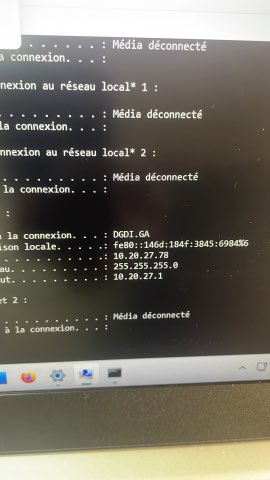 . . . . . . . : Média déconnecté
a connexion. . . :
nexion au réseau local* 1 :
. . . . . . . . : Média déconnecté
la connexion. . . :
nnexion au réseau local* 2 :
. . . . . . . . : Média déconnecté
la connexion. . . :
:
à la connexion. . . : DGDI.GA
ison locale. . . . .: fe80::146d:184f:3845:6984%6
. . . . . . . . . .: 10.20.27.78
au. . . . . . . . .: 255.255.255.0
ut. . . . . . . . .: 10.20.27.1
et 2 :
. . . . . . . . . . : Média déconnecté
à la connexion. . . :